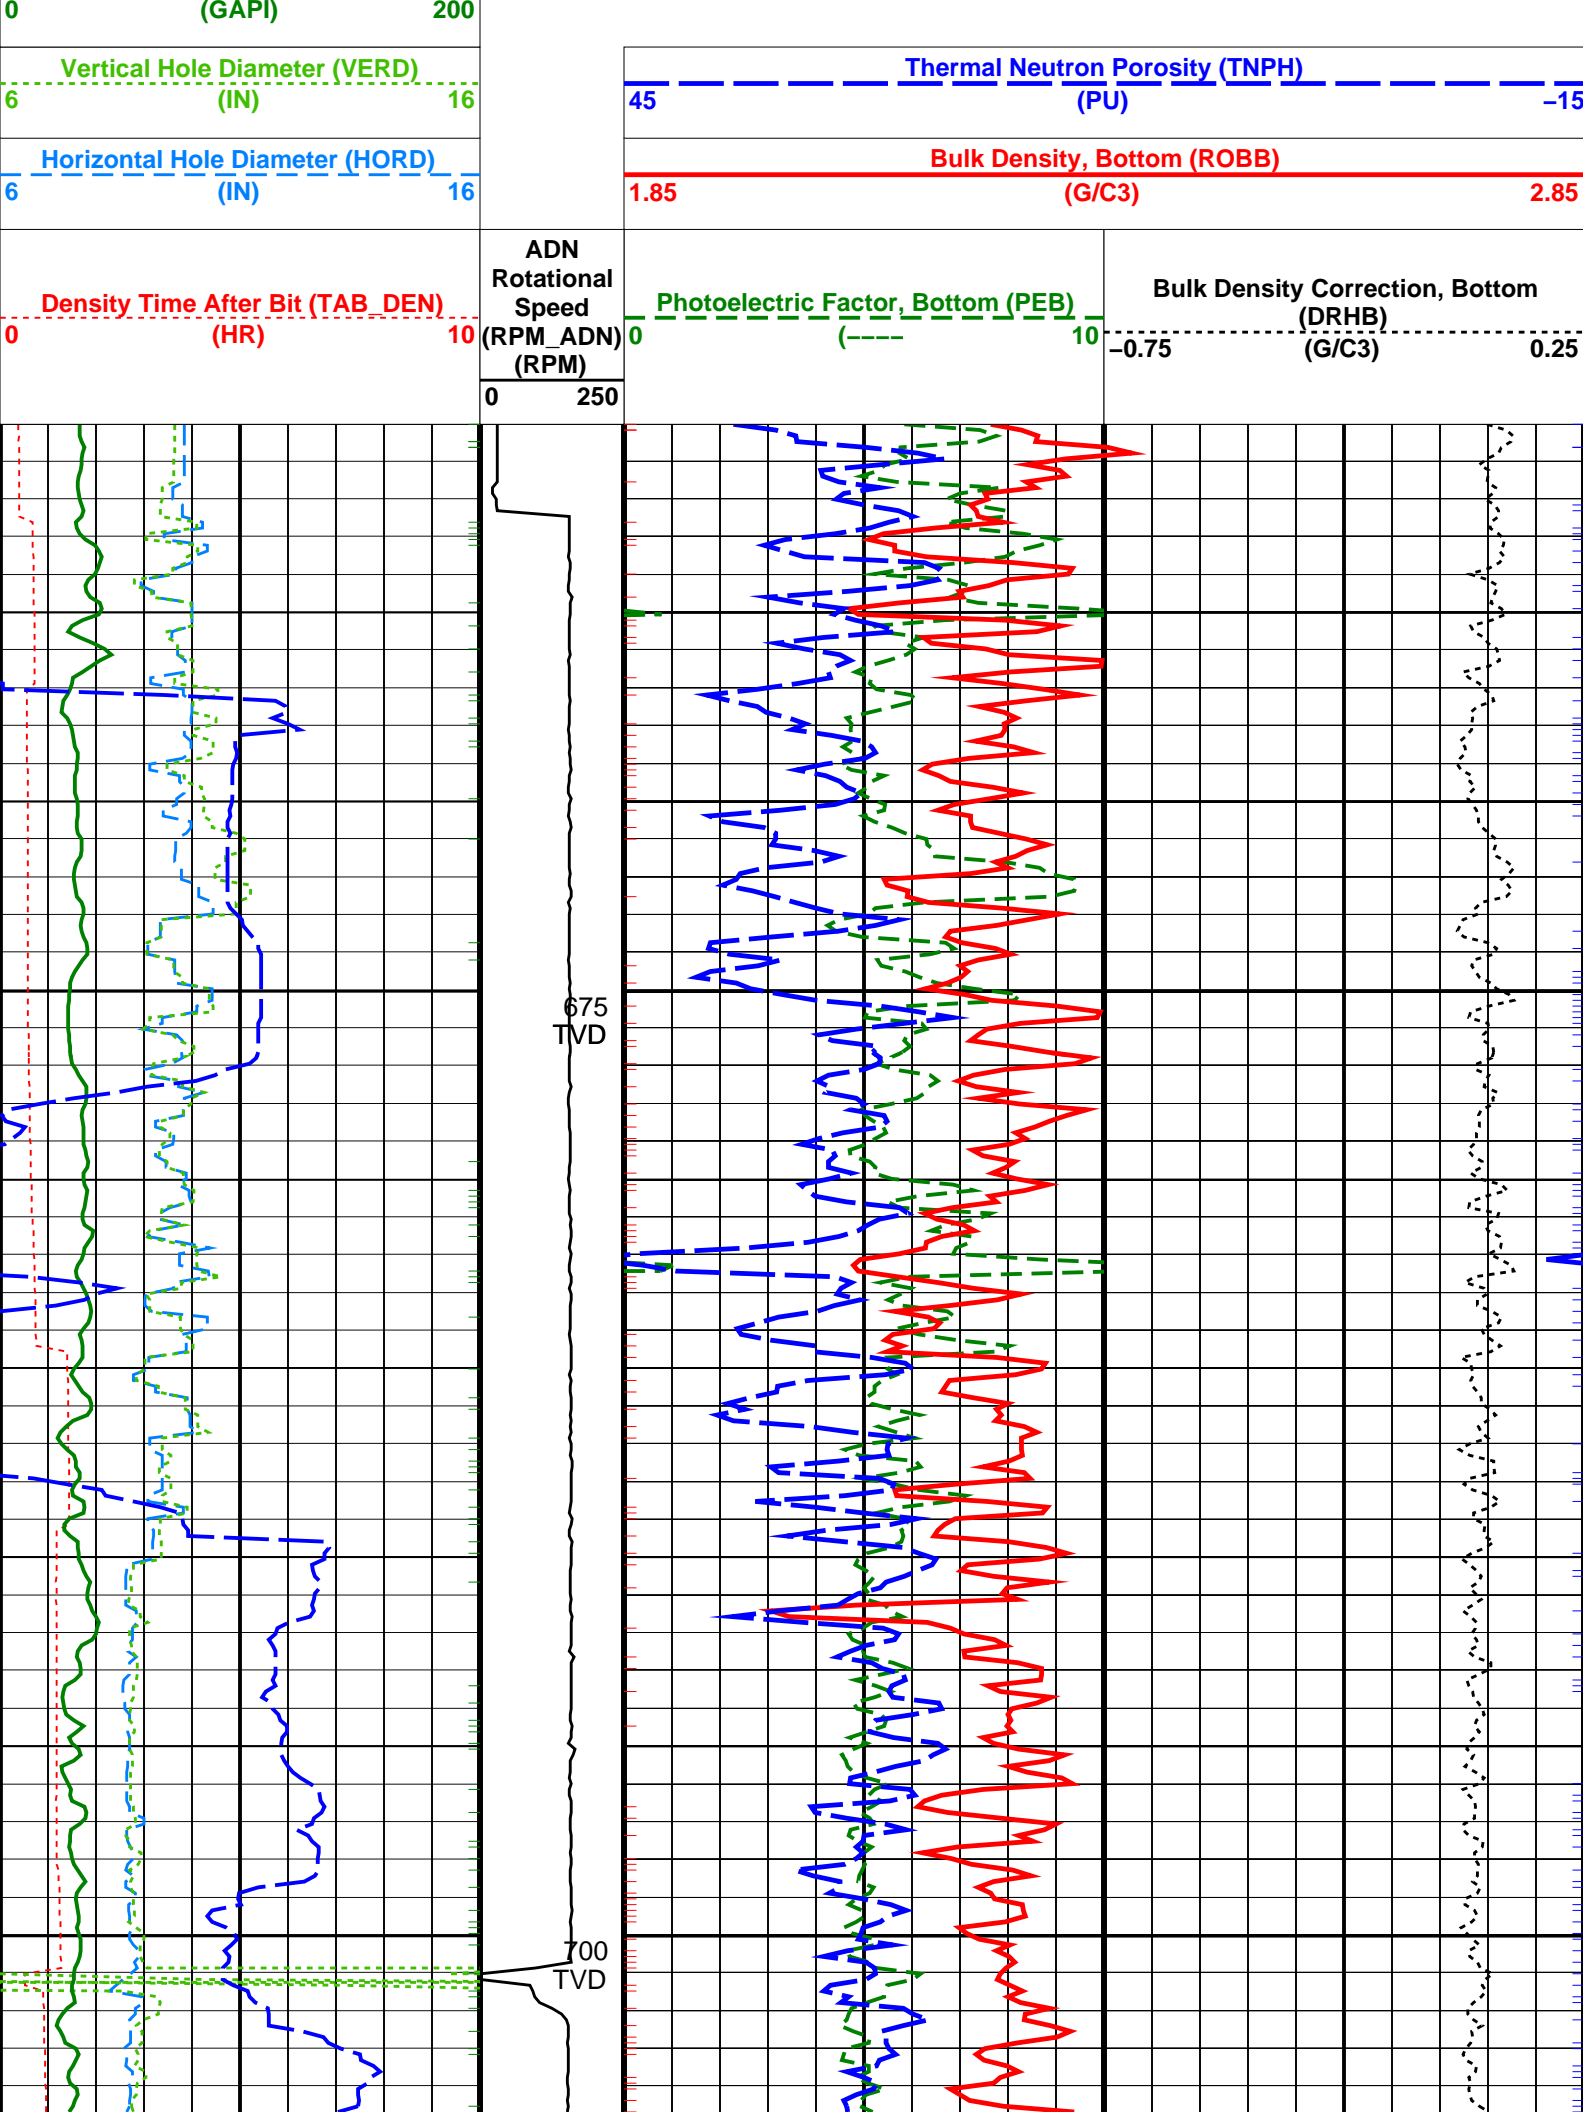 0 (GAPI) 200
Vertical Hole Diameter (VERD)
6 (IN) 16
Horizontal Hole Diameter (HORD)
6 (IN) 16
Density Time After Bit (TAB_DEN)
0 (HR) 10
ADN
Rotational
Speed
(RPM_ADN)
(RPM)
0 250
Thermal Neutron Porosity (TNPH)
45 (PU) −15
Bulk Density, Bottom (ROBB)
1.85 (G/C3) 2.85
Photoelectric Factor, Bottom (PEB)
0 (−−−− 10
Bulk Density Correction, Bottom
(DRHB)
−0.75 (G/C3) 0.25
675
TVD
700
TVD